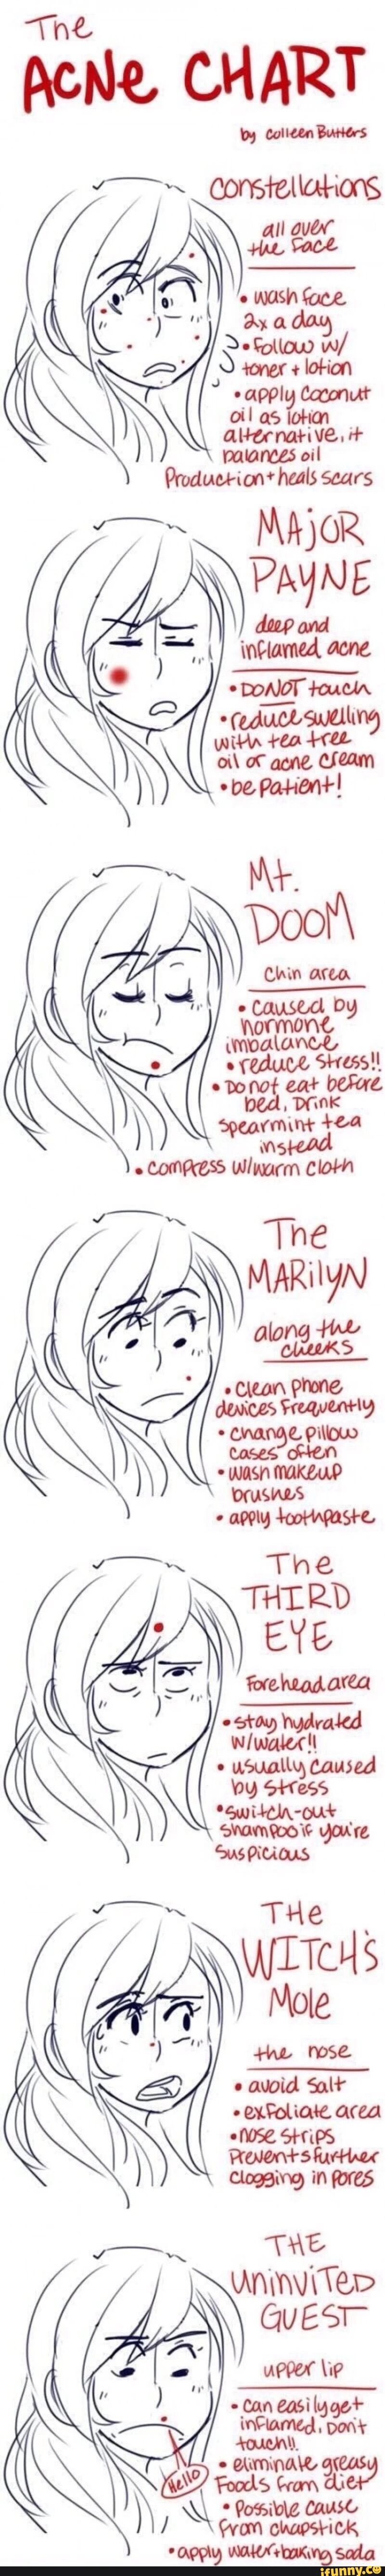 The
ACNe CHART
by Colleen Butters
constellations
all over
the face
• wash face
2x a day
• Follow w/
toner + lotion
• apply Coconut
oil as lotion
alternative, it
balances oil
Production + heals scars
MAjOR
PAYNE
deep and
inflamed acne
• DO NOT touch
• reduce swelling
with tea tree
oil or acne cream
• be patient!
Mt.
DOOM
Chin area
• Caused by
hormone
imbalance
• reduce stress!!
• Do not eat before
bed, Drink
spearmint tea
instead
• compress w/warm cloth
The
MARilyN
along the
cheeks
• Clean Phone
devices Frequently
• change pillow
cases often
• wash makeup
brushes
• apply toothpaste
The
THIRD
EYE
Forehead area
• stay hydrated
w/water!!
• usually caused
by stress
• switch-out
shampoo if you're
suspicious
THe
WITCH'S
Mole
the nose
• avoid salt
• exfoliate area
• nose strips
prevents further
clogging in pores
THE
UninviTeD
GUEST
upper lip
• can easily get
inflamed, Don't
touch!!
• eliminate greasy
Foods from diet
Hello
• Possible cause
from chapstick
• apply water+baking soda
ifunny.co